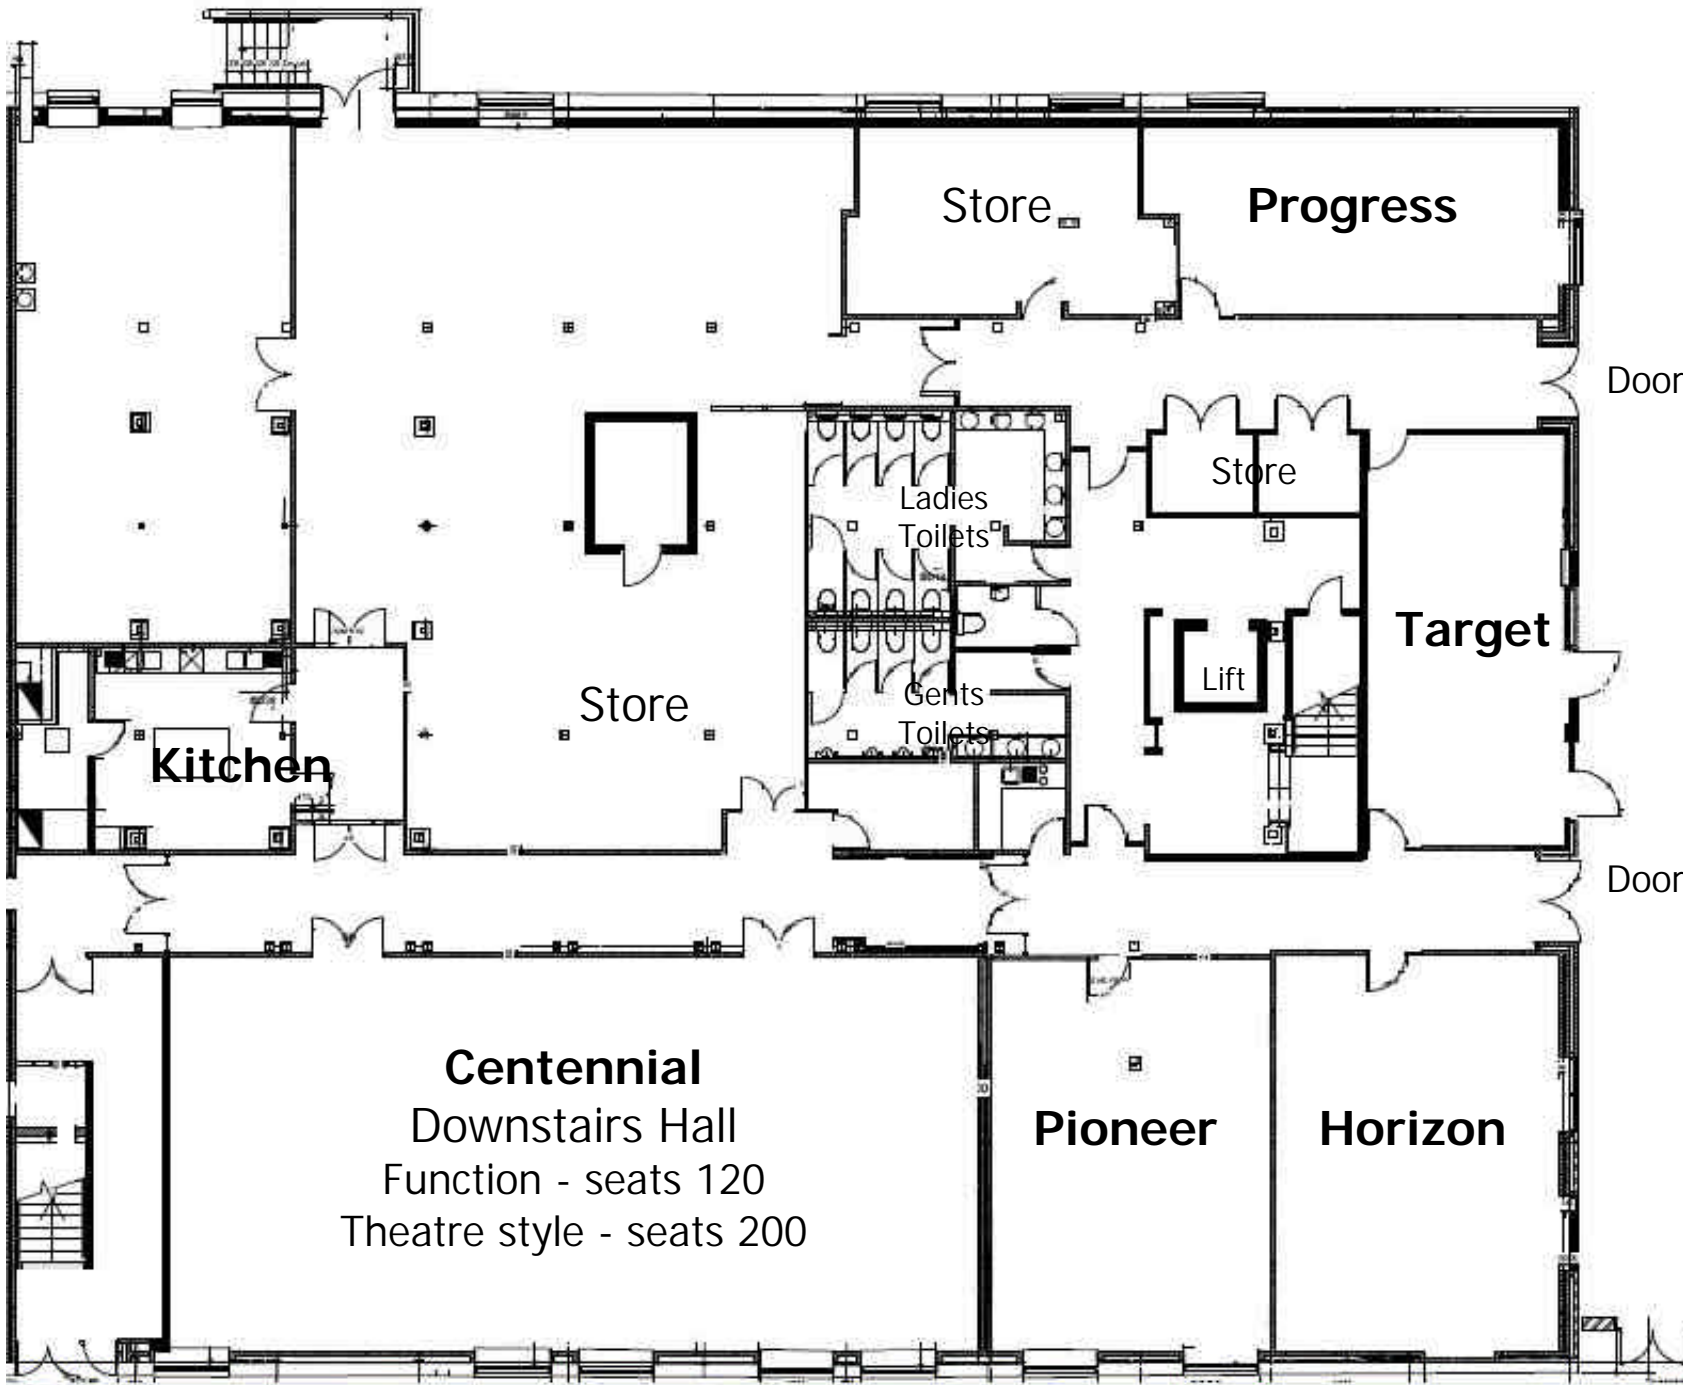 Store
Progress
Door
Store
Ladies
Toilets
Target
Lift
Store
Gents
Toilets
Kitchen
Door
Centennial
Downstairs Hall
Function - seats 120
Theatre style - seats 200
Pioneer
Horizon